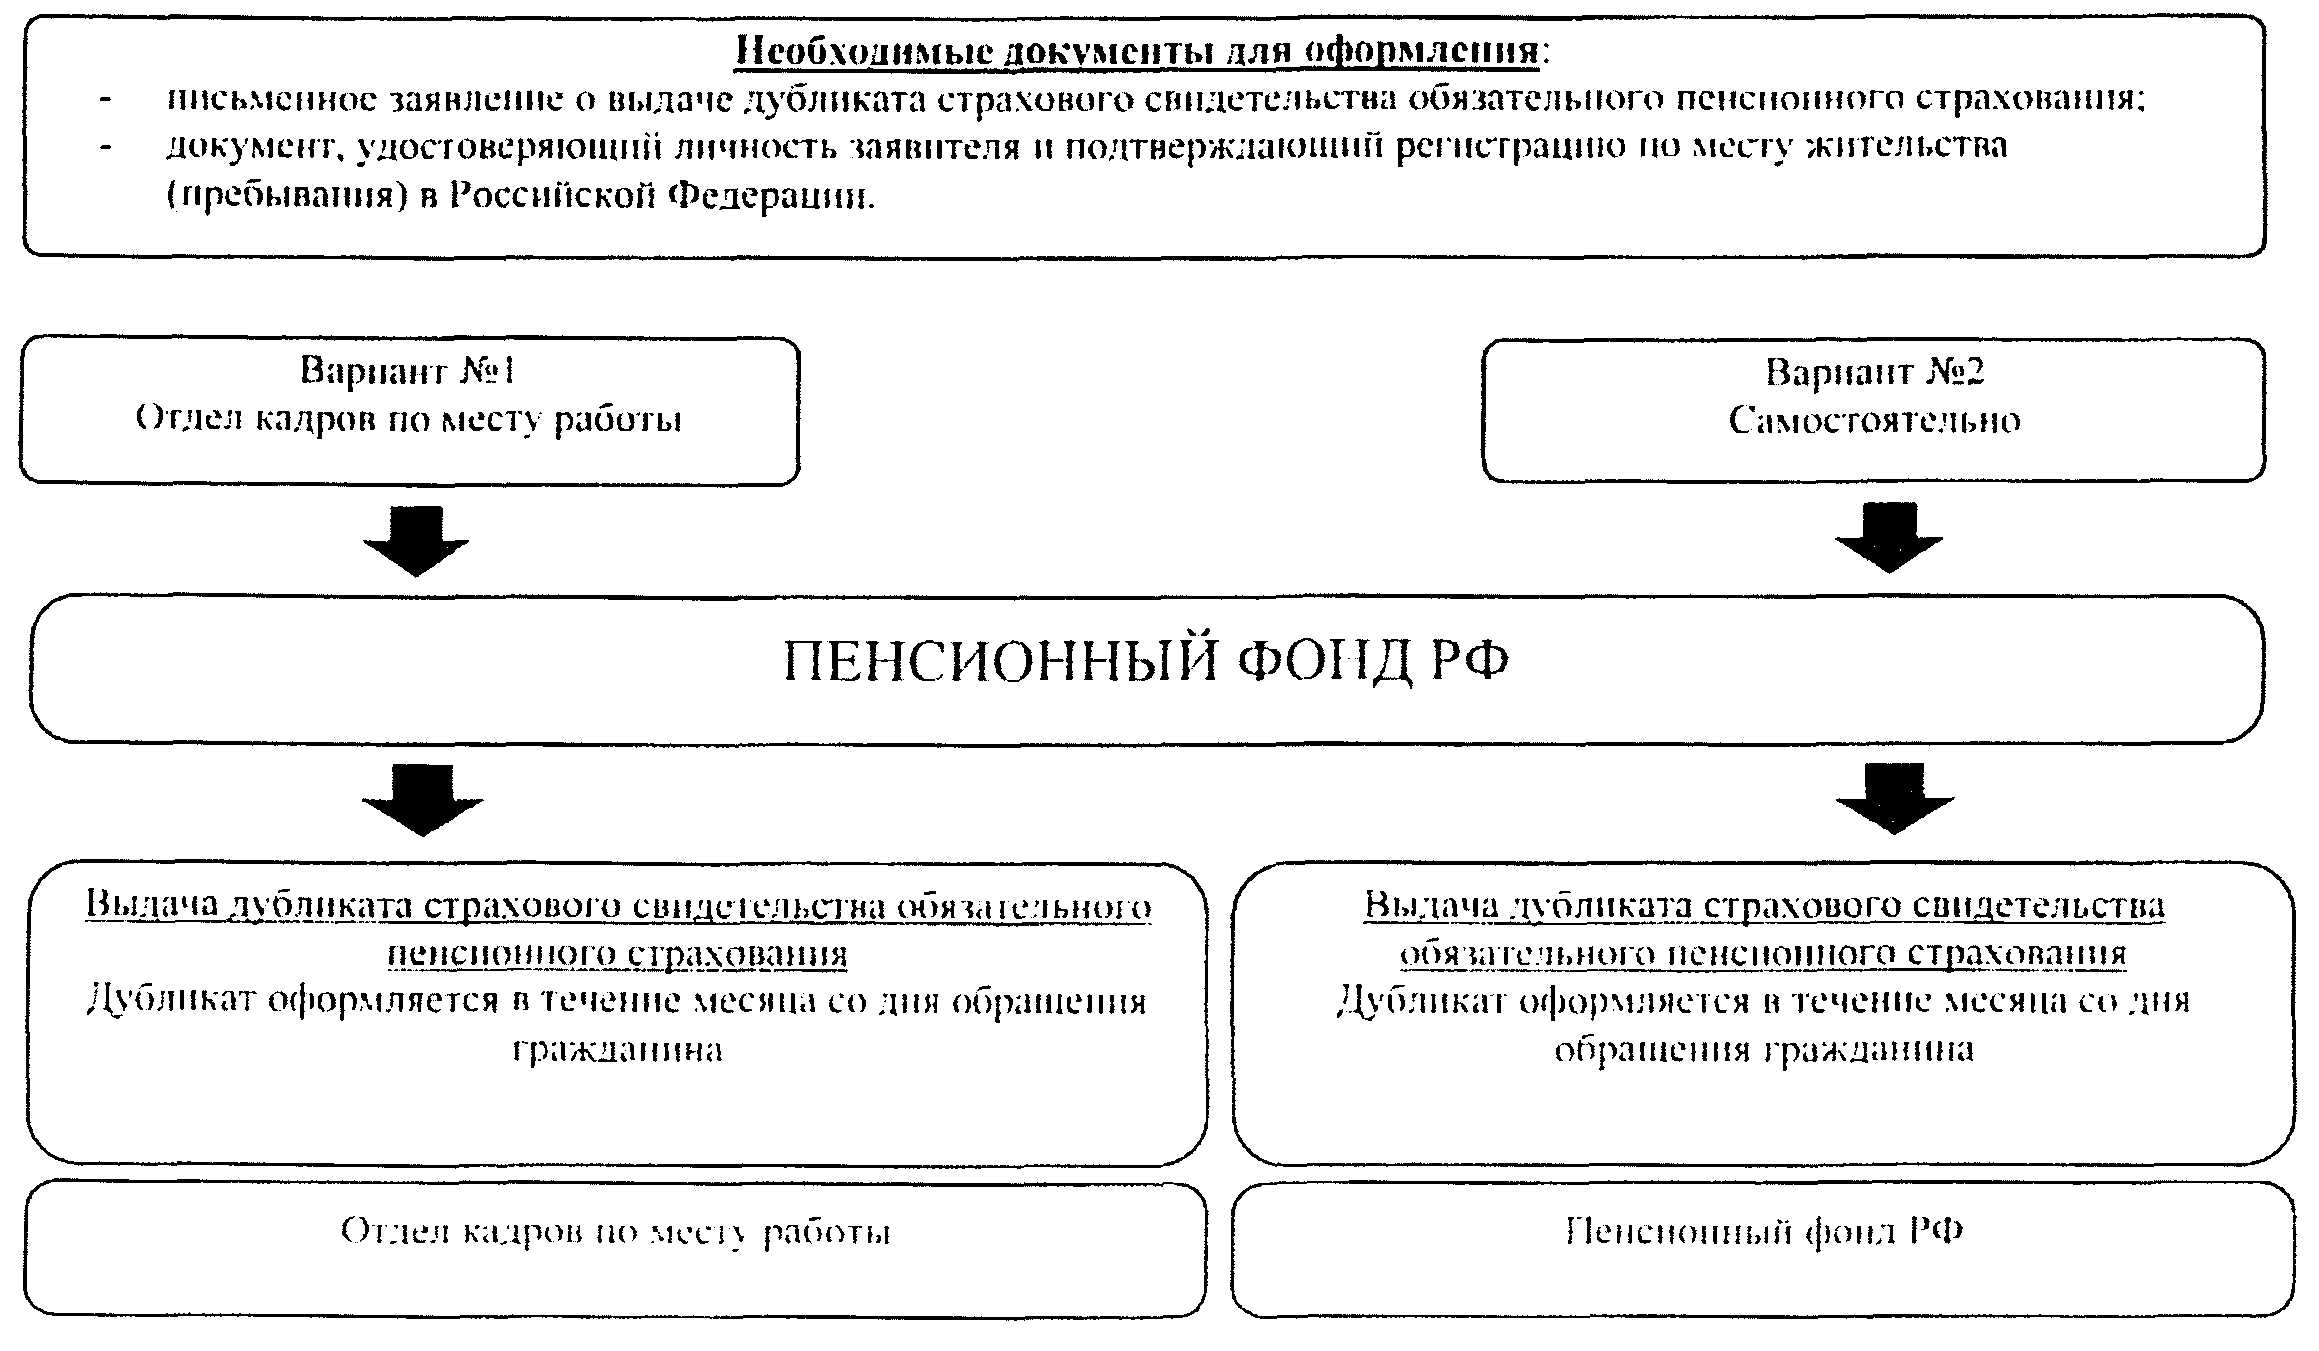 Необходимые документы для оформления:
- письменное заявление о выдаче дубликата страхового свидетельства обязательного пенсионного страхования;
- документ, удостоверяющий личность заявителя и подтверждающий регистрацию по месту жительства
(пребывания) в Российской Федерации.
Вариант №1
Отдел кадров по месту работы
Вариант №2
Самостоятельно
ПЕНСИОННЫЙ ФОНД РФ
Выдача дубликата страхового свидетельства обязательного
пенсионного страхования
Дубликат оформляется в течение месяца со дня обращения
гражданина
Выдача дубликата страхового свидетельства
обязательного пенсионного страхования
Дубликат оформляется в течение месяца со дня
обращения гражданина
Отдел кадров по месту работы
Пенсионный фонд РФ